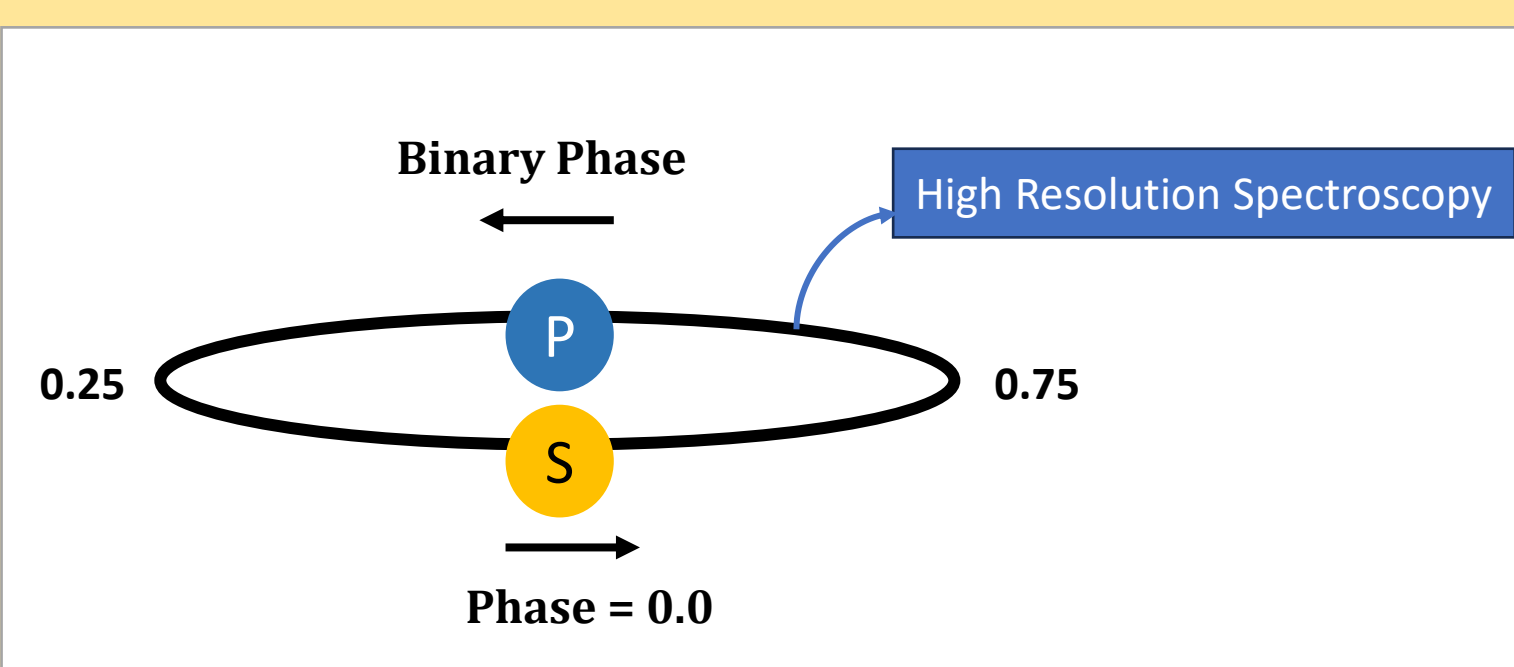 Binary Phase
High Resolution Spectroscopy
P
0.25
0.75
S
Phase = 0.0